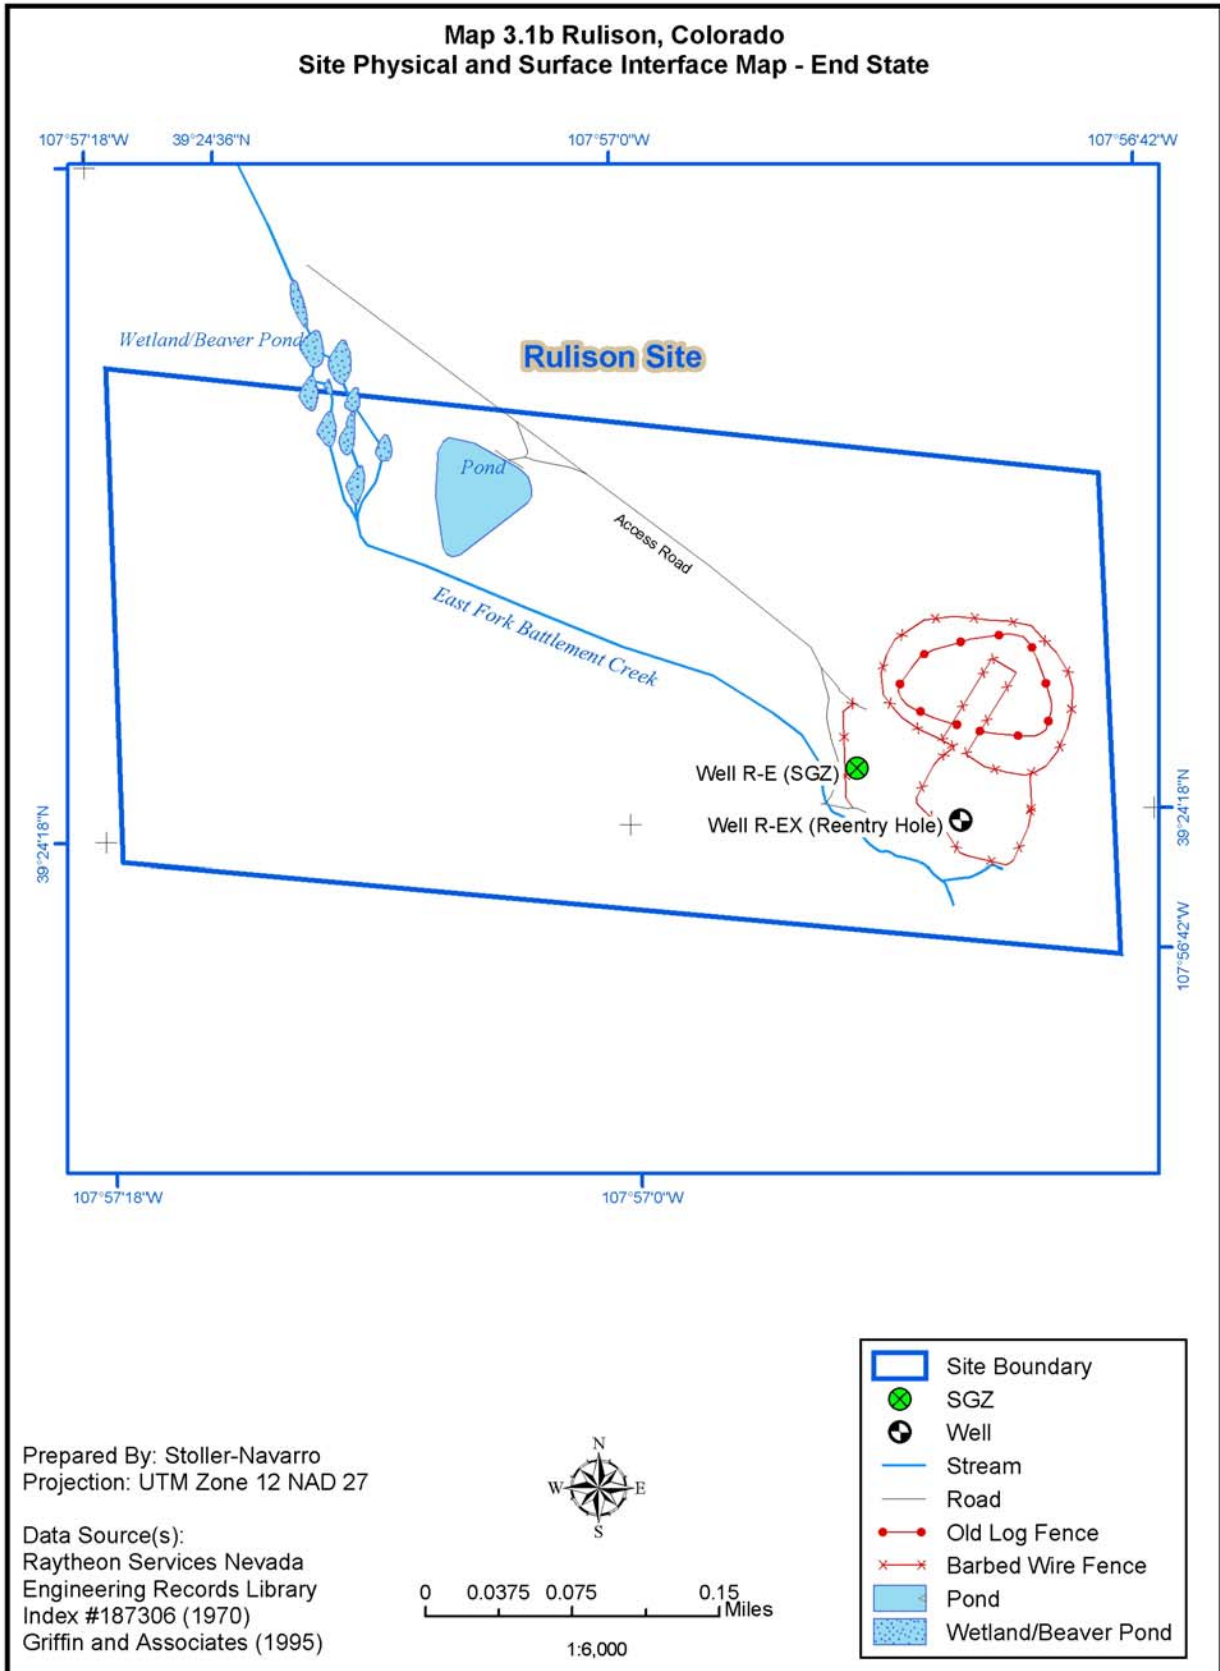 Map 3.1b Rulison, Colorado
Site Physical and Surface Interface Map - End State
107°57'18"W 39°24'36"N 107°57'0"W 107°56'42"W
Wetland/Beaver Pond
Rulison Site
Pond
Access Road
East Fork Battlement Creek
Well R-E (SGZ)
Well R-EX (Reentry Hole)
39°24'18"N
39°24'18"N
107°56'42"W
107°57'18"W 107°57'0"W
Site Boundary
SGZ
Well
Stream
Road
Old Log Fence
Barbed Wire Fence
Pond
Wetland/Beaver Pond
Prepared By: Stoller-Navarro
Projection: UTM Zone 12 NAD 27
Data Source(s):
Raytheon Services Nevada
Engineering Records Library
Index #187306 (1970)
Griffin and Associates (1995)
N
W E
S
0 0.0375 0.075 0.15
Miles
1:6,000